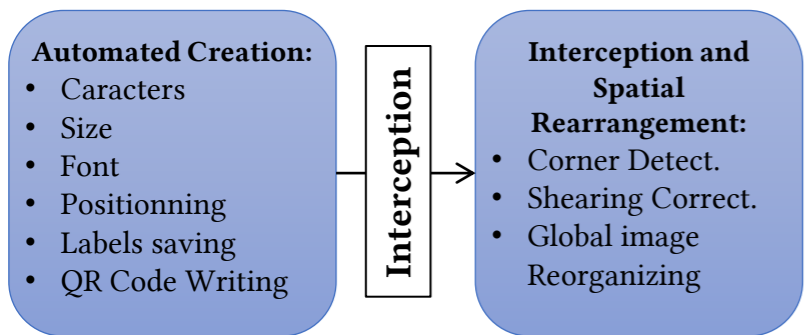 Automated Creation:
• Caracters
• Size
• Font
• Positionning
• Labels saving
• QR Code Writing
Interception
Interception and
Spatial
Rearrangement:
• Corner Detect.
• Shearing Correct.
• Global image
Reorganizing